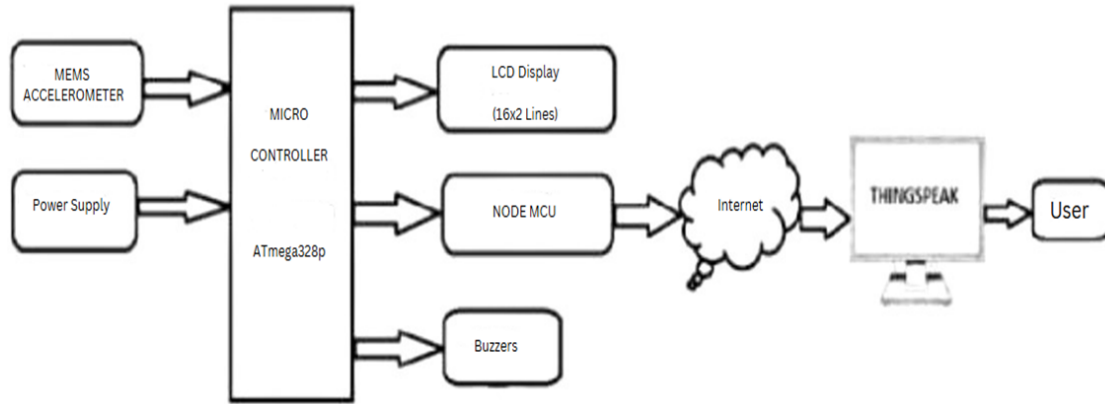 MEMS
ACCELEROMETER
Power Supply
MICRO
CONTROLLER
ATmega328p
LCD Display
(16x2 Lines)
NODE MCU
Buzzers
Internet
THINGSPEAK
User